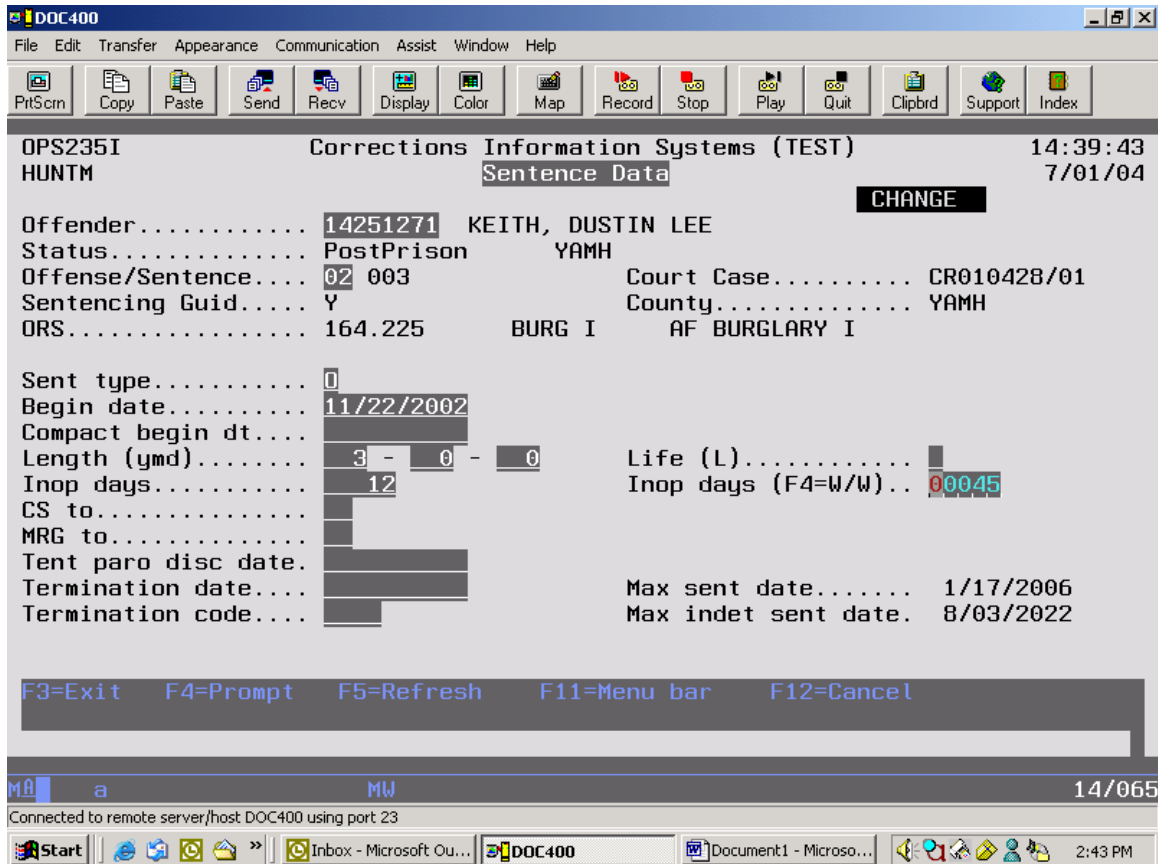 DOC400
File Edit Transfer Appearance Communication Assist Window Help
PrtScrn Copy Paste Send Recv Display Color Map Record Stop Play Quit Clipbrd Support Index
OPS235I Corrections Information Systems (TEST) 14:39:43
HUNTM Sentence Data 7/01/04
CHANGE
Offender............ 14251271 KEITH, DUSTIN LEE
Status.............. PostPrison YAMH
Offense/Sentence.... 02 003 Court Case.......... CR010428/01
Sentencing Guid..... Y County.............. YAMH
ORS................. 164.225 BURG I AF BURGLARY I
Sent type........... O
Begin date.......... 11/22/2002
Compact begin dt....
Length (ymd)........ 3 - 0 - 0 Life (L)............
Inop days........... 12 Inop days (F4=W/W).. 00045
CS to...............
MRG to..............
Tent paro disc date.
Termination date.... Max sent date....... 1/17/2006
Termination code.... Max indet sent date. 8/03/2022
F3=Exit F4=Prompt F5=Refresh F11=Menu bar F12=Cancel
MA a MW 14/065
Connected to remote server/host DOC400 using port 23
Start » Inbox - Microsoft Ou... DOC400 Document1 - Microso... 2:43 PM